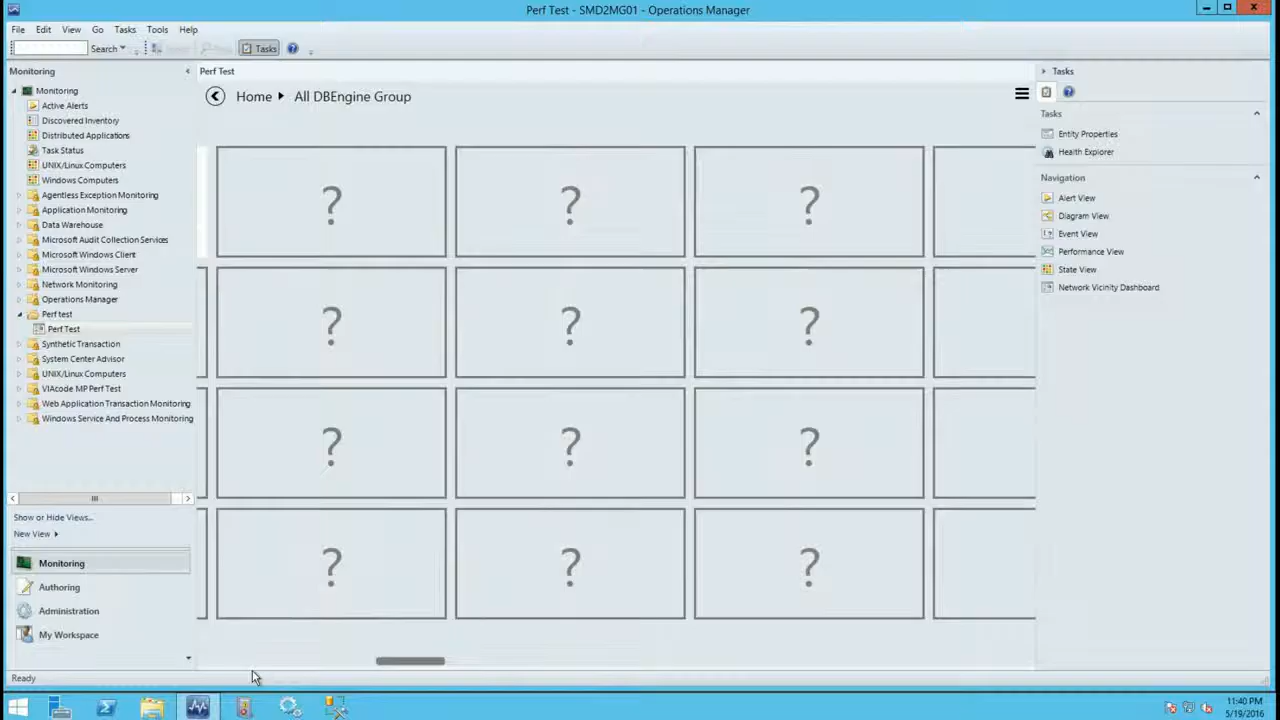 Perf Test - SMD2MG01 - Operations Manager
File Edit View Go Tasks Tools Help
Search Tasks
Monitoring
Monitoring
Active Alerts
Discovered Inventory
Distributed Applications
Task Status
UNIX/Linux Computers
Windows Computers
Agentless Exception Monitoring
Application Monitoring
Data Warehouse
Microsoft Audit Collection Services
Microsoft Windows Client
Microsoft Windows Server
Network Monitoring
Operations Manager
Perf test
Perf Test
Synthetic Transaction
System Center Advisor
UNIX/Linux Computers
VIAcode MP Perf Test
Web Application Transaction Monitoring
Windows Service And Process Monitoring
Show or Hide Views...
New View
Monitoring
Authoring
Administration
My Workspace
Ready
Perf Test
Home All DBEngine Group
? ? ?
? ? ?
? ? ?
? ? ?
Tasks
Tasks
Entity Properties
Health Explorer
Navigation
Alert View
Diagram View
Event View
Performance View
State View
Network Vicinity Dashboard
11:40 PM
5/19/2016